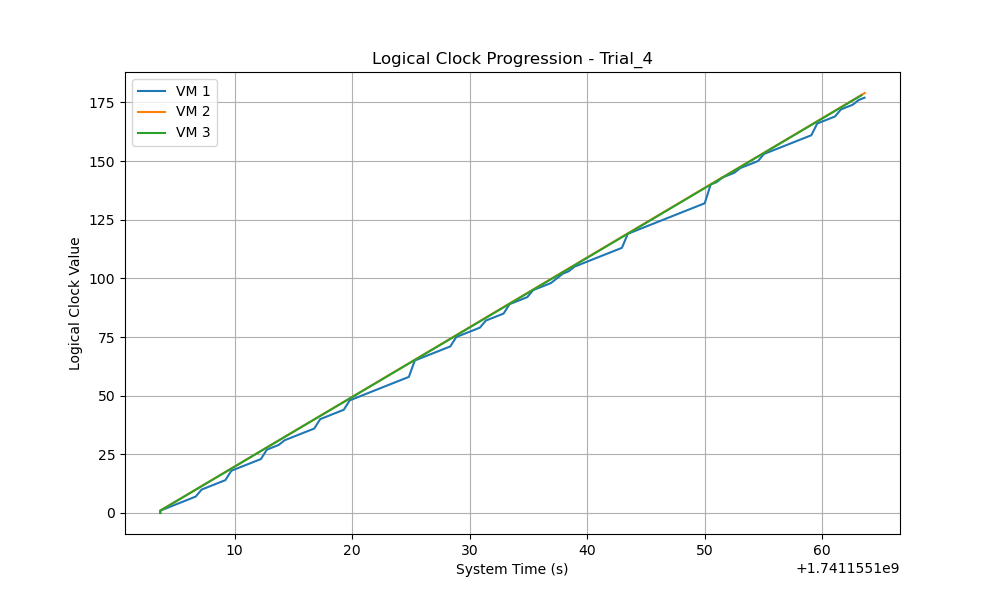 Logical Clock Progression - Trial_4
VM 1
VM 2
VM 3
Logical Clock Value
175
150
125
100
75
50
25
0
10 20 30 40 50 60
+1.7411551e9
System Time (s)